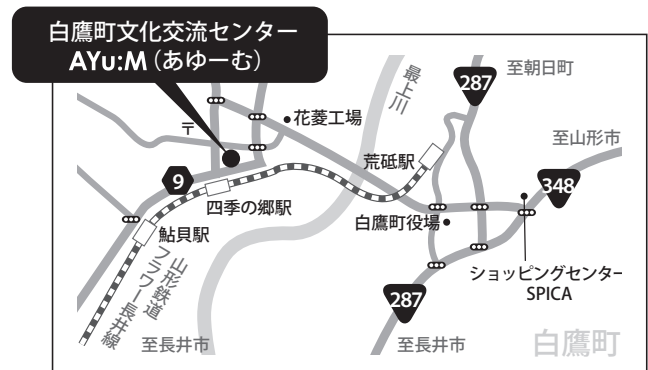 白鷹町文化交流センター
AYu:M（あゆーむ）
最上川
287
至朝日町
〒
花菱工場
至山形市
荒砥駅
9
348
四季の郷駅
白鷹町役場
鮎貝駅
山形鉄道
フラワー長井線
ショッピングセンター
SPICA
287
至長井市
至長井市
白鷹町